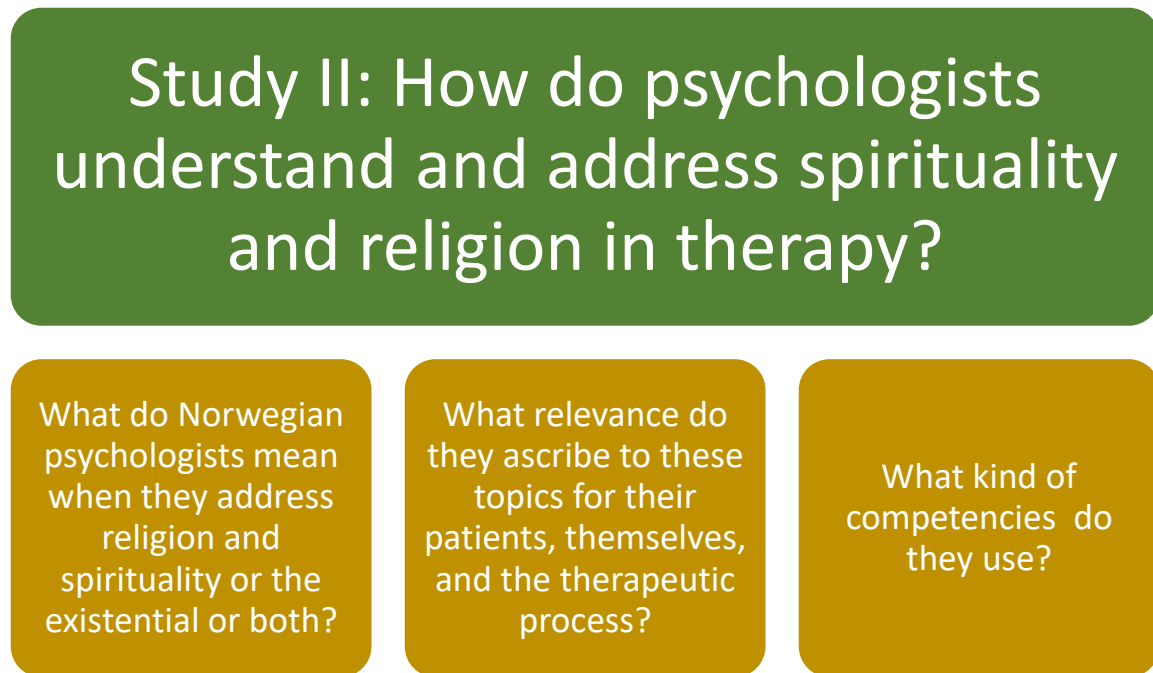 Study II: How do psychologists
understand and address spirituality
and religion in therapy?
What do Norwegian
psychologists mean
when they address
religion and
spirituality or the
existential or both?
What relevance do
they ascribe to these
topics for their
patients, themselves,
and the therapeutic
process?
What kind of
competencies  do
they use?